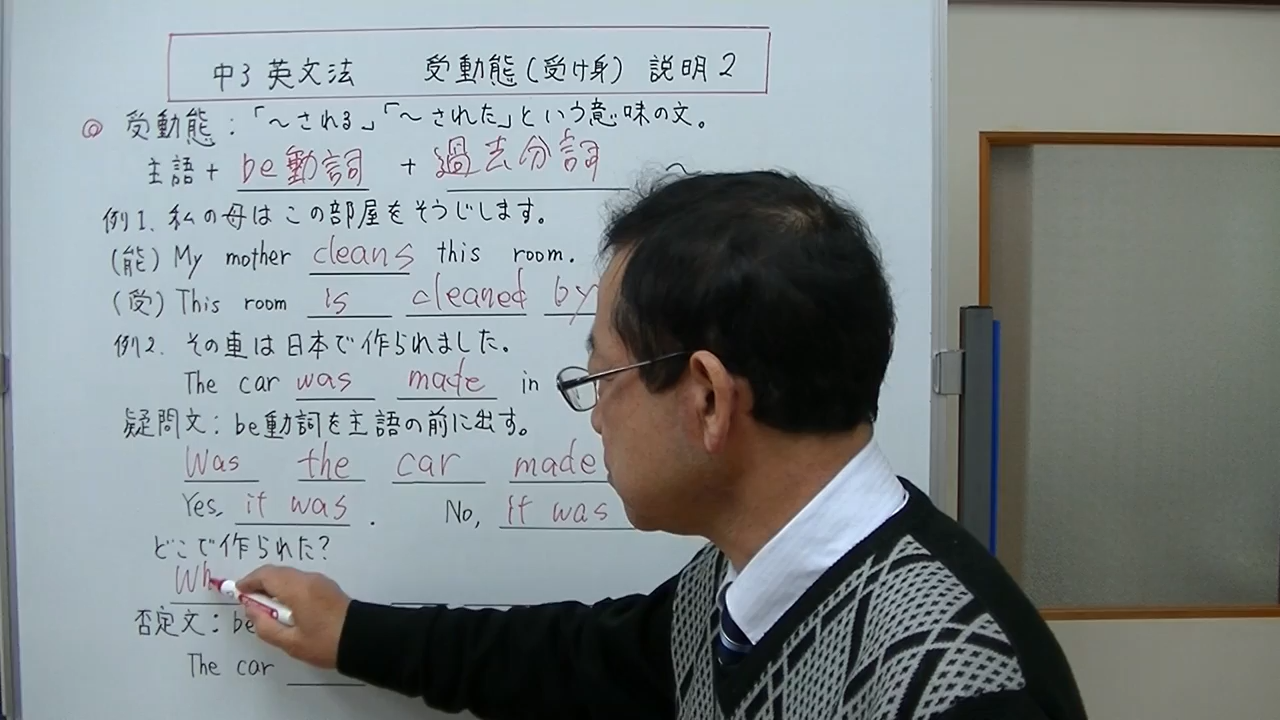 中3 英文法 受動態(受け身) 説明2
◎ 受動態:「～される」「～された」という意味の文。
主語+ be動詞 + 過去分詞 ～
例1. 私の母はこの部屋をそうじします。
(能) My mother cleans this room.
(受) This room is cleaned by
例2. その車は日本で作られました。
The car was made in
疑問文:be動詞を主語の前に出す。
Was the car made
Yes, it was. No, it was
どこで作られた?
Wh
否定文:be
The car